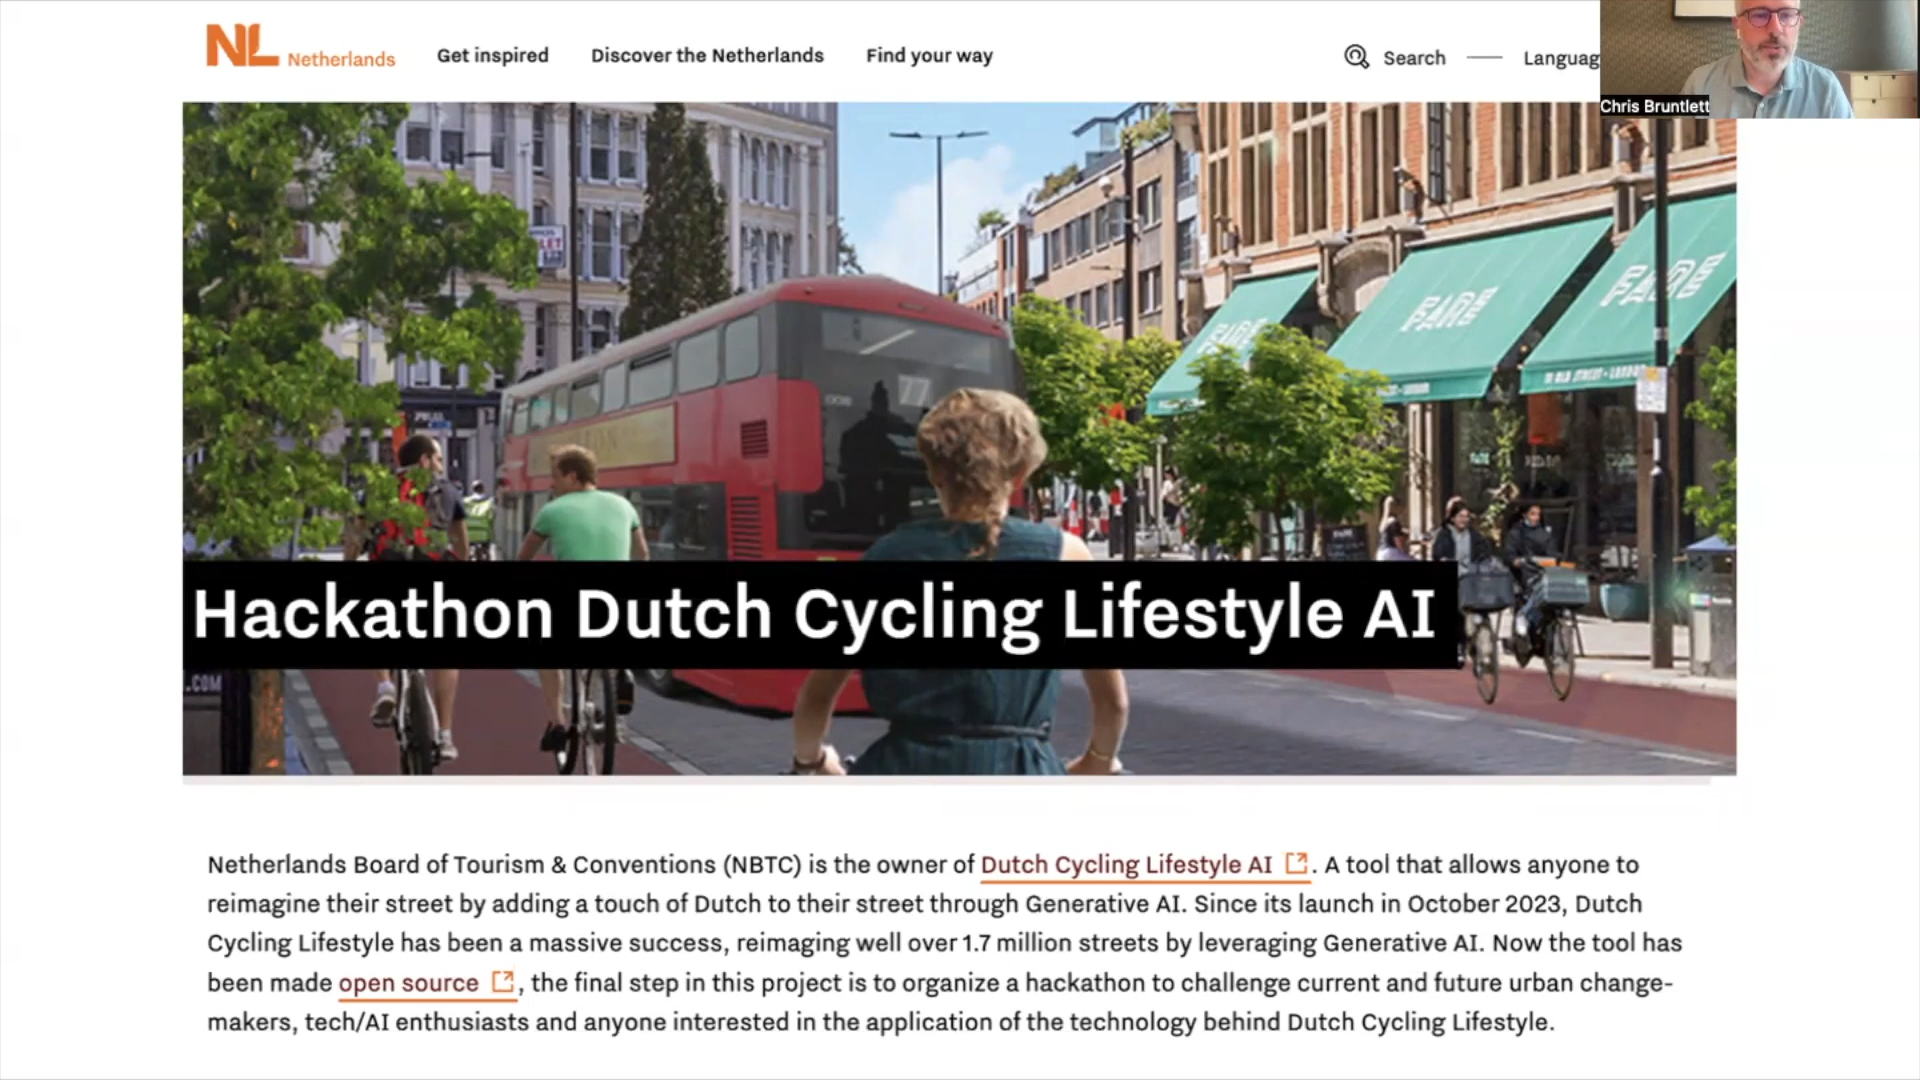 NL Netherlands
Get inspired
Discover the Netherlands
Find your way
Search
Languag
Chris Bruntlett
LET
77
FARE
FARE
FARE
Hackathon Dutch Cycling Lifestyle AI
.COM
Netherlands Board of Tourism & Conventions (NBTC) is the owner of Dutch Cycling Lifestyle AI . A tool that allows anyone to
reimagine their street by adding a touch of Dutch to their street through Generative AI. Since its launch in October 2023, Dutch
Cycling Lifestyle has been a massive success, reimaging well over 1.7 million streets by leveraging Generative AI. Now the tool has
been made open source , the final step in this project is to organize a hackathon to challenge current and future urban change-
makers, tech/AI enthusiasts and anyone interested in the application of the technology behind Dutch Cycling Lifestyle.